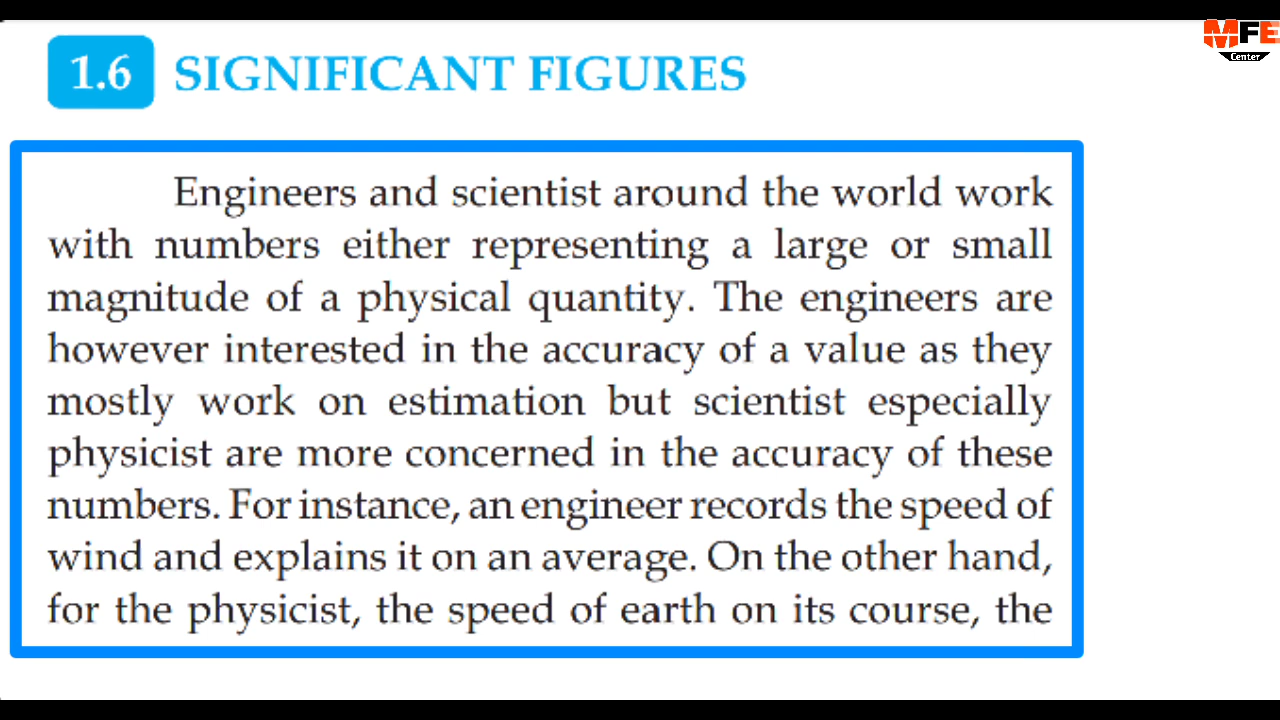 MFE
Center
1.6 SIGNIFICANT FIGURES
Engineers and scientist around the world work
with numbers either representing a large or small
magnitude of a physical quantity. The engineers are
however interested in the accuracy of a value as they
mostly work on estimation but scientist especially
physicist are more concerned in the accuracy of these
numbers. For instance, an engineer records the speed of
wind and explains it on an average. On the other hand,
for the physicist, the speed of earth on its course, the